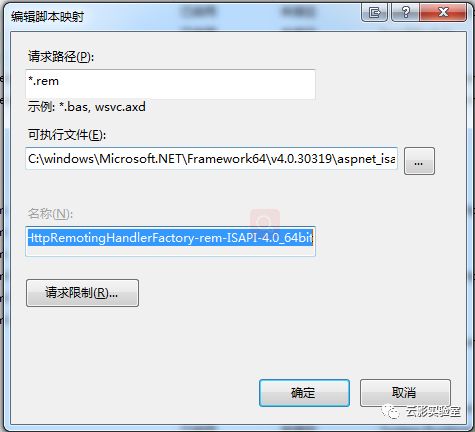 编辑脚本映射
请求路径(P):
*.rem
示例: *.bas, wsvc.axd
可执行文件(E):
C:\windows\Microsoft.NET\Framework64\v4.0.30319\aspnet_isa
...
名称(N):
HttpRemotingHandlerFactory-rem-ISAPI-4.0_64bit
请求限制(R)...
确定
取消
云影实验室